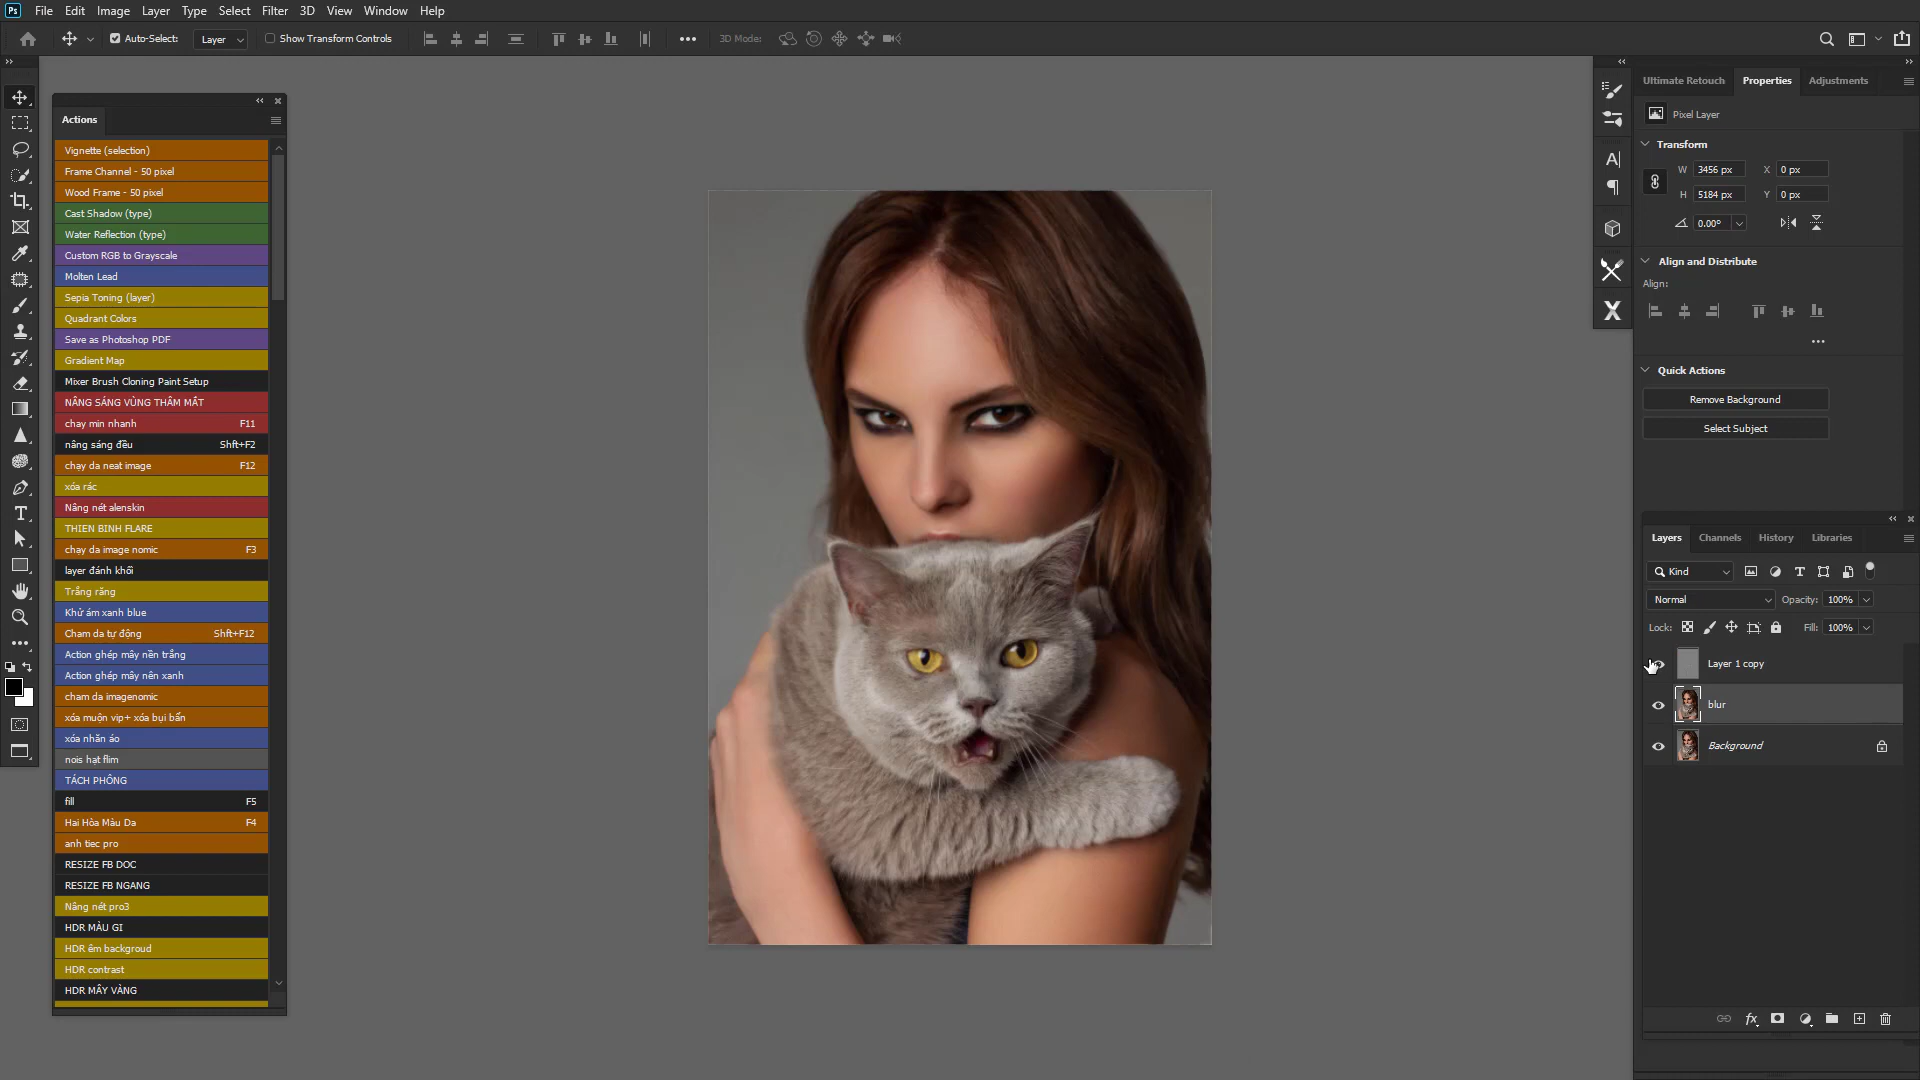 Ps File Edit Image Layer Type Select Filter 3D View Window Help
Auto-Select: Layer Show Transform Controls 3D Mode:
Actions
Vignette (selection)
Frame Channel - 50 pixel
Wood Frame - 50 pixel
Cast Shadow (type)
Water Reflection (type)
Custom RGB to Grayscale
Molten Lead
Sepia Toning (layer)
Quadrant Colors
Save as Photoshop PDF
Gradient Map
Mixer Brush Cloning Paint Setup
NÂNG SÁNG VÙNG THÂM MẮT
chay min nhanh F11
nâng sáng đều Shft+F2
chạy da neat image F12
xóa rác
Nâng nét alenskin
THIEN BINH FLARE
chạy da image nomic F3
layer đánh khối
Trắng răng
Khử ám xanh blue
Cham da tự động Shft+F12
Action ghép mây nền trắng
Action ghép mây nên xanh
cham da imagenomic
xóa muộn vip+ xóa bụi bẩn
xóa nhăn áo
nois hạt flim
TÁCH PHÔNG
fill F5
Hai Hòa Màu Da F4
anh tiec pro
RESIZE FB DOC
RESIZE FB NGANG
Nâng nét pro3
HDR MÀU GI
HDR êm backgroud
HDR contrast
HDR MÂY VÀNG
Ultimate Retouch Properties Adjustments
Pixel Layer
Transform
W 3456 px X 0 px
H 5184 px Y 0 px
0.00°
Align and Distribute
Align:
Quick Actions
Remove Background
Select Subject
Layers Channels History Libraries
Kind
Normal Opacity: 100%
Lock: Fill: 100%
Layer 1 copy
blur
Background